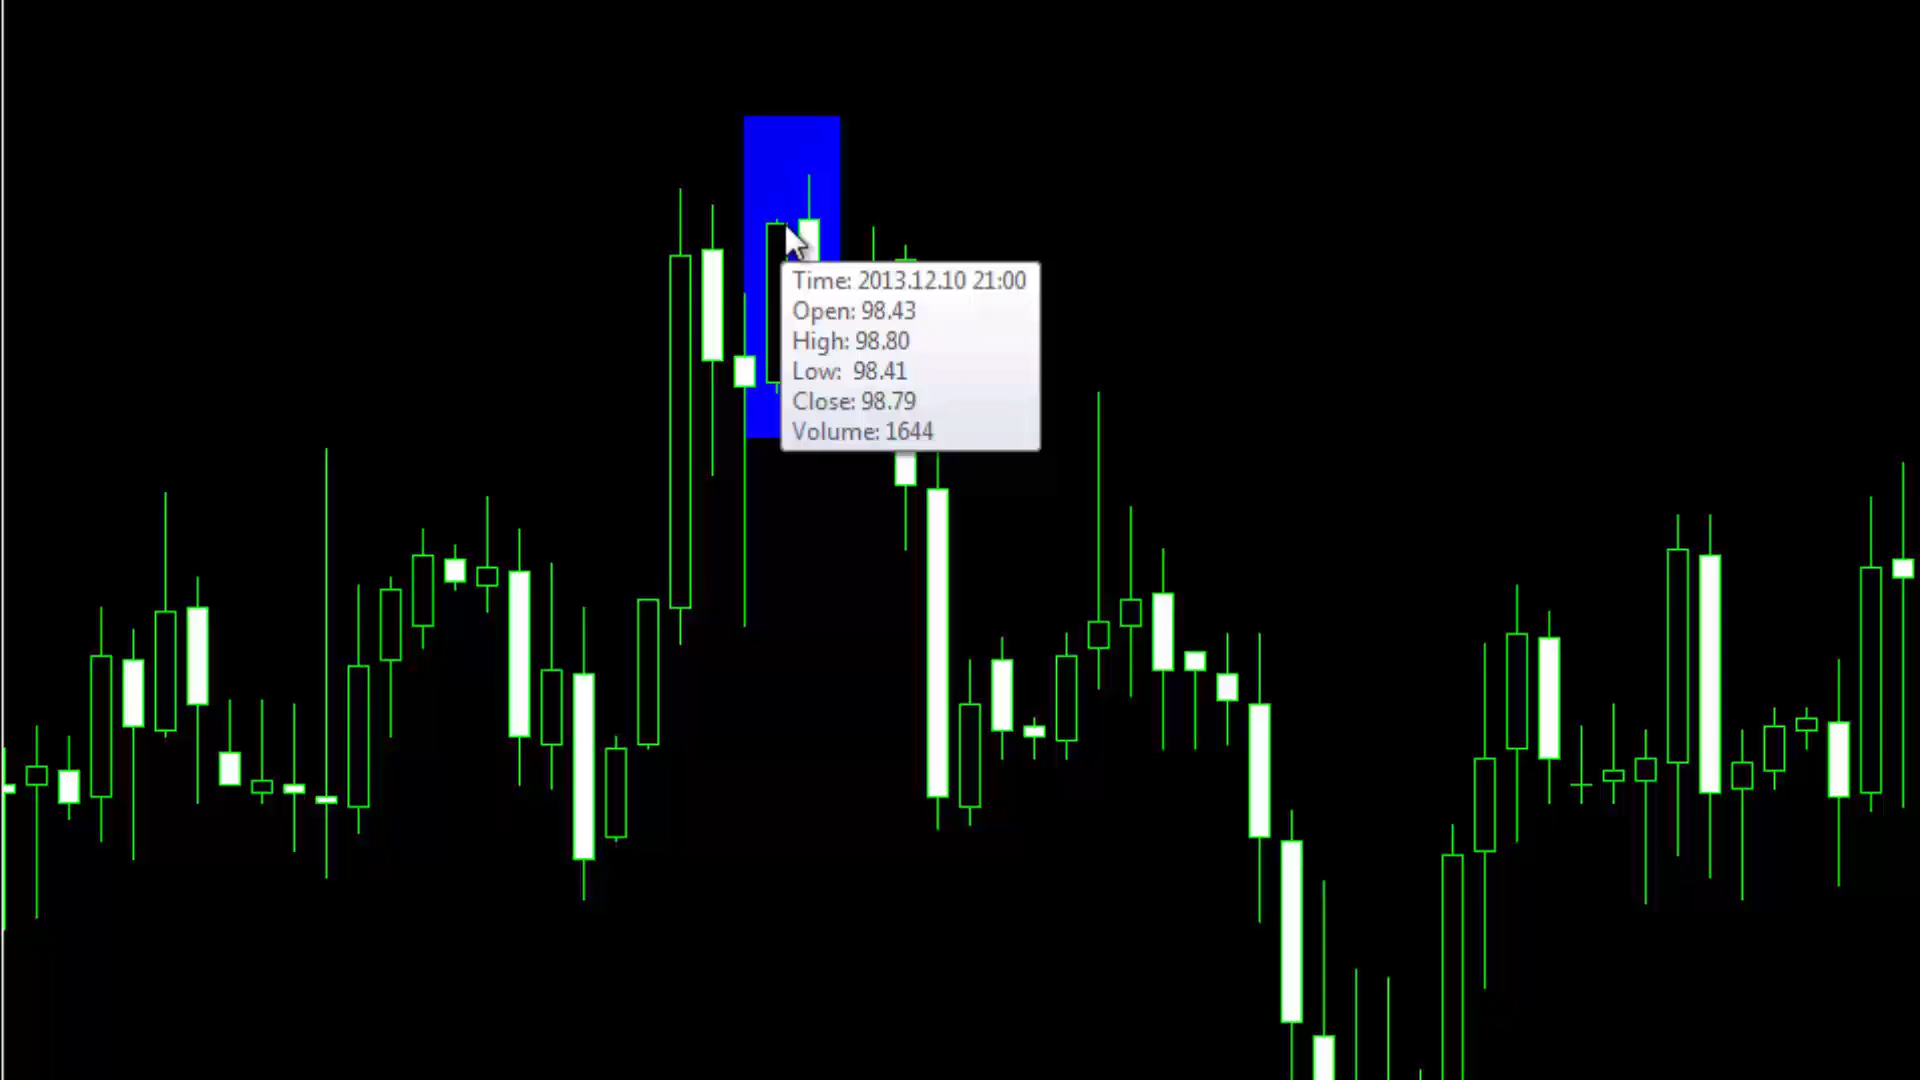 Time: 2013.12.10 21:00
Open: 98.43
High: 98.80
Low: 98.41
Close: 98.79
Volume: 1644